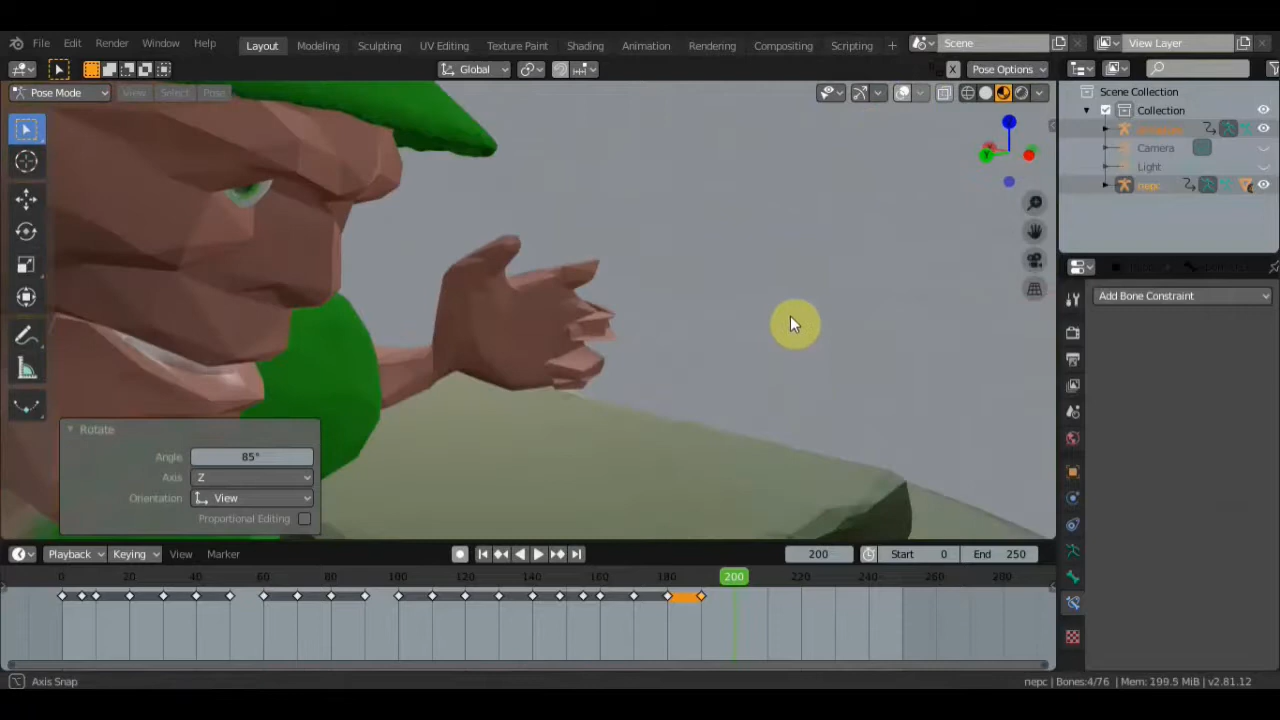 File Edit Render Window Help Layout Modeling Sculpting UV Editing Texture Paint Shading Animation Rendering Compositing Scripting + Scene View Layer
Global X Pose Options
Pose Mode View Select Pose
Scene Collection
Collection
Camera
Light
nepc
Add Bone Constraint
Rotate
Angle 85°
Axis Z
Orientation View
Proportional Editing
Playback Keying View Marker 200 Start 0 End 250
0 20 40 60 80 100 120 140 160 180 200 220 240 260 280
Axis Snap nepc | Bones:4/76 | Mem: 199.5 MiB | v2.81.12